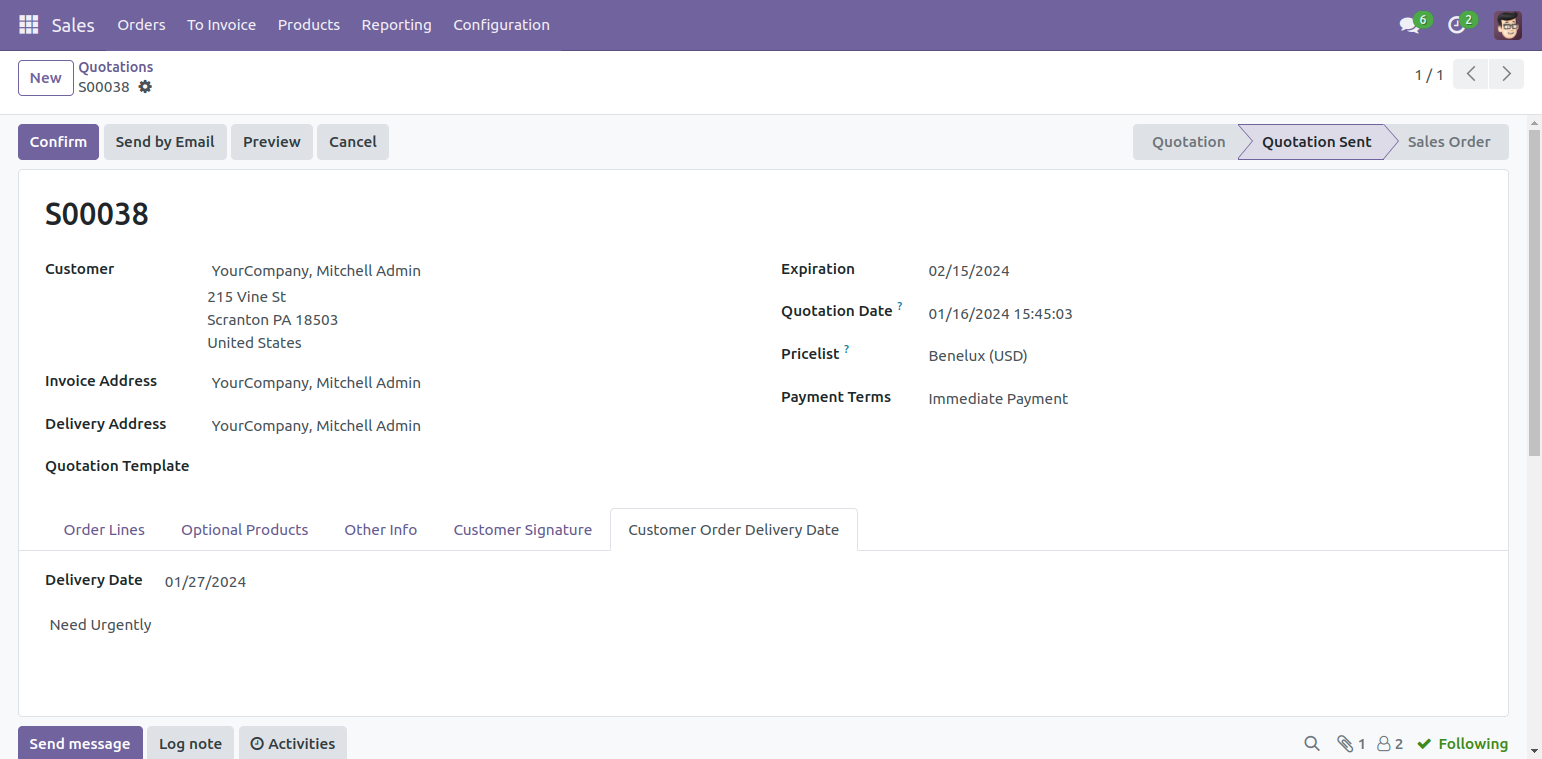 Sales Orders To Invoice Products Reporting Configuration 6 2
New Quotations
S00038
1 / 1
Confirm Send by Email Preview Cancel Quotation Quotation Sent Sales Order
S00038
Customer YourCompany, Mitchell Admin
215 Vine St
Scranton PA 18503
United States
Invoice Address YourCompany, Mitchell Admin
Delivery Address YourCompany, Mitchell Admin
Quotation Template
Expiration 02/15/2024
Quotation Date ? 01/16/2024 15:45:03
Pricelist ? Benelux (USD)
Payment Terms Immediate Payment
Order Lines Optional Products Other Info Customer Signature Customer Order Delivery Date
Delivery Date 01/27/2024
Need Urgently
Send message Log note Activities 1 2 Following